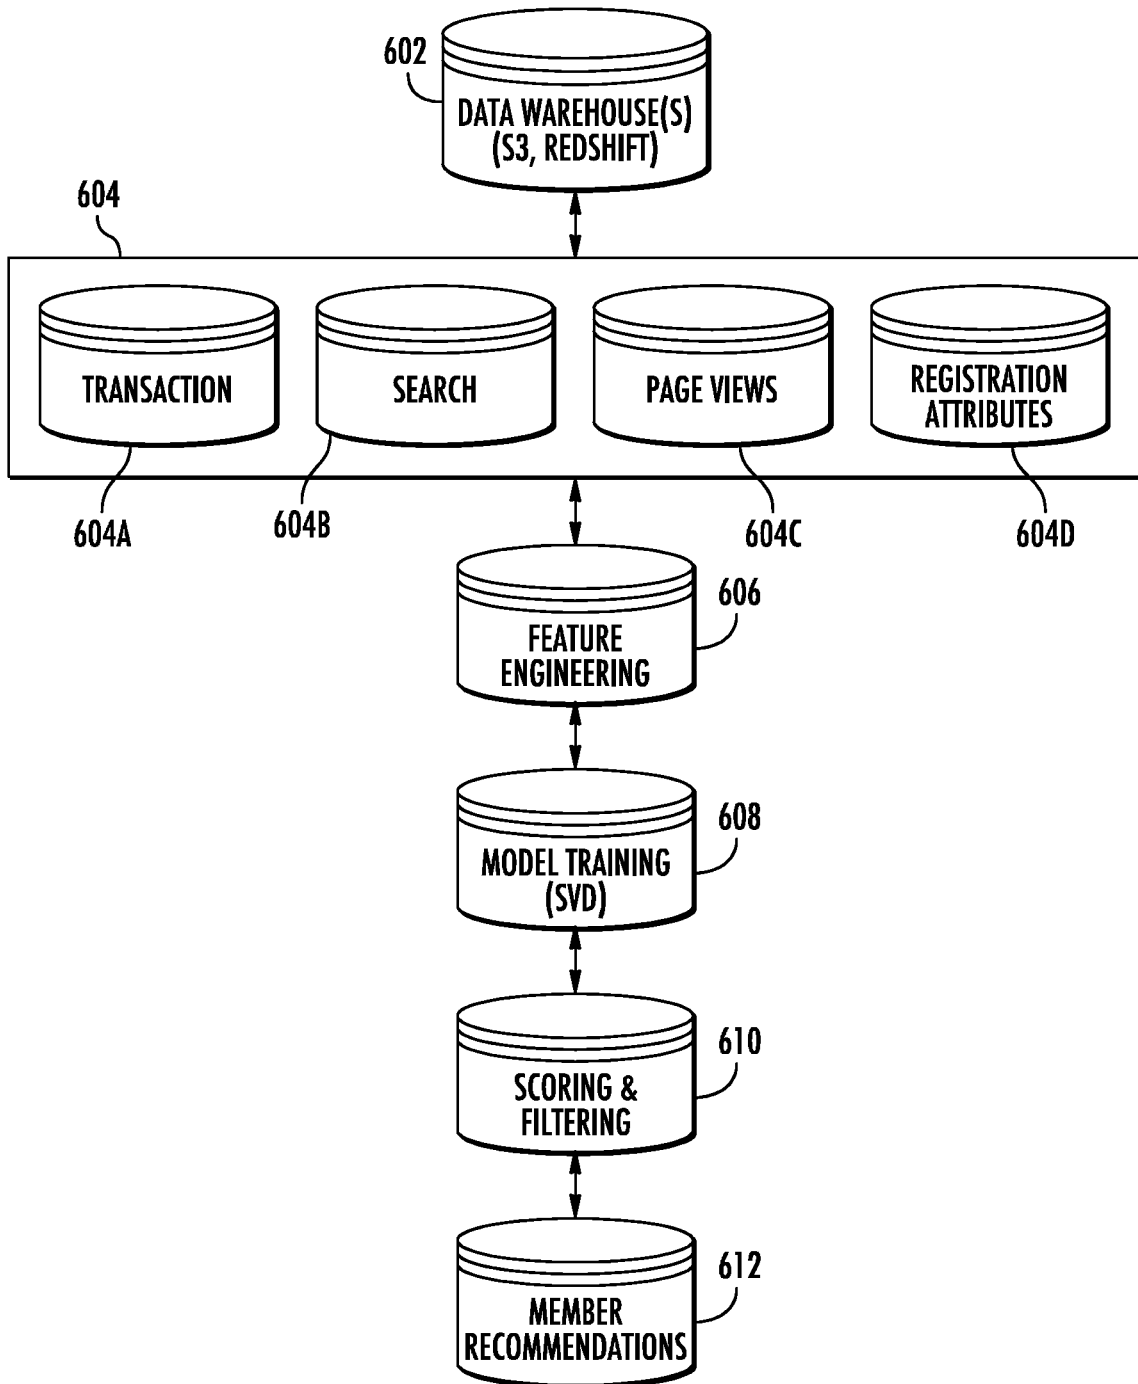 602
DATA WAREHOUSE(S)
(S3, REDSHIFT)
604
TRANSACTION
SEARCH
PAGE VIEWS
REGISTRATION
ATTRIBUTES
604A
604B
604C
604D
606
FEATURE
ENGINEERING
608
MODEL TRAINING
(SVD)
610
SCORING &
FILTERING
612
MEMBER
RECOMMENDATIONS